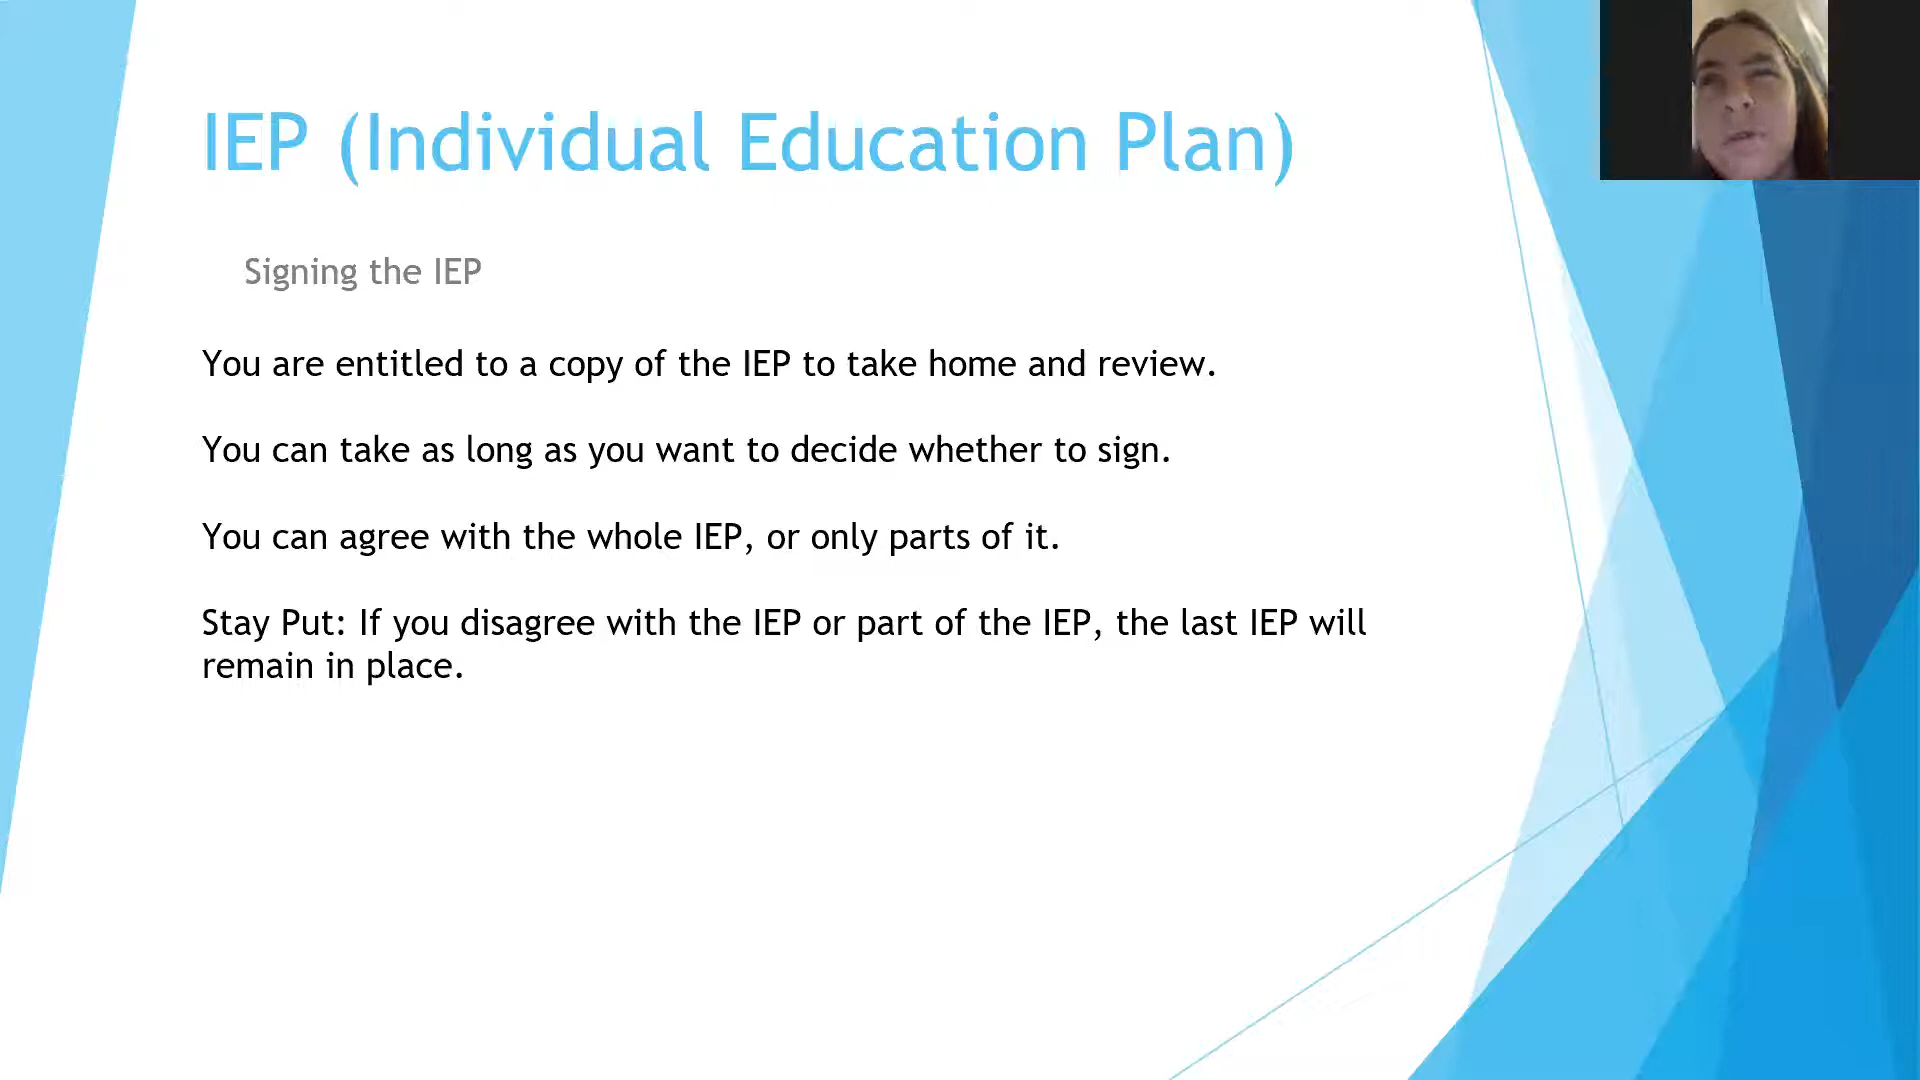 IEP (Individual Education Plan)
Signing the IEP
You are entitled to a copy of the IEP to take home and review.
You can take as long as you want to decide whether to sign.
You can agree with the whole IEP, or only parts of it.
Stay Put: If you disagree with the IEP or part of the IEP, the last IEP will
remain in place.